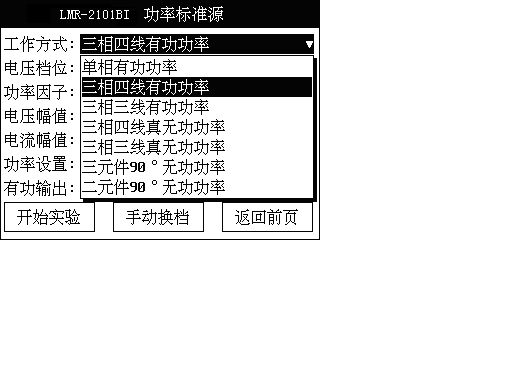 LMR-2101BI 功率标准源
工作方式: 三相四线有功功率 ▼
电压档位: 单相有功功率
功率因子: 三相四线有功功率
三相三线有功功率
电压幅值: 三相四线真无功功率
电流幅值: 三相三线真无功功率
功率设置: 三元件90°无功功率
有功输出: 二元件90°无功功率
开始实验 手动换档 返回前页